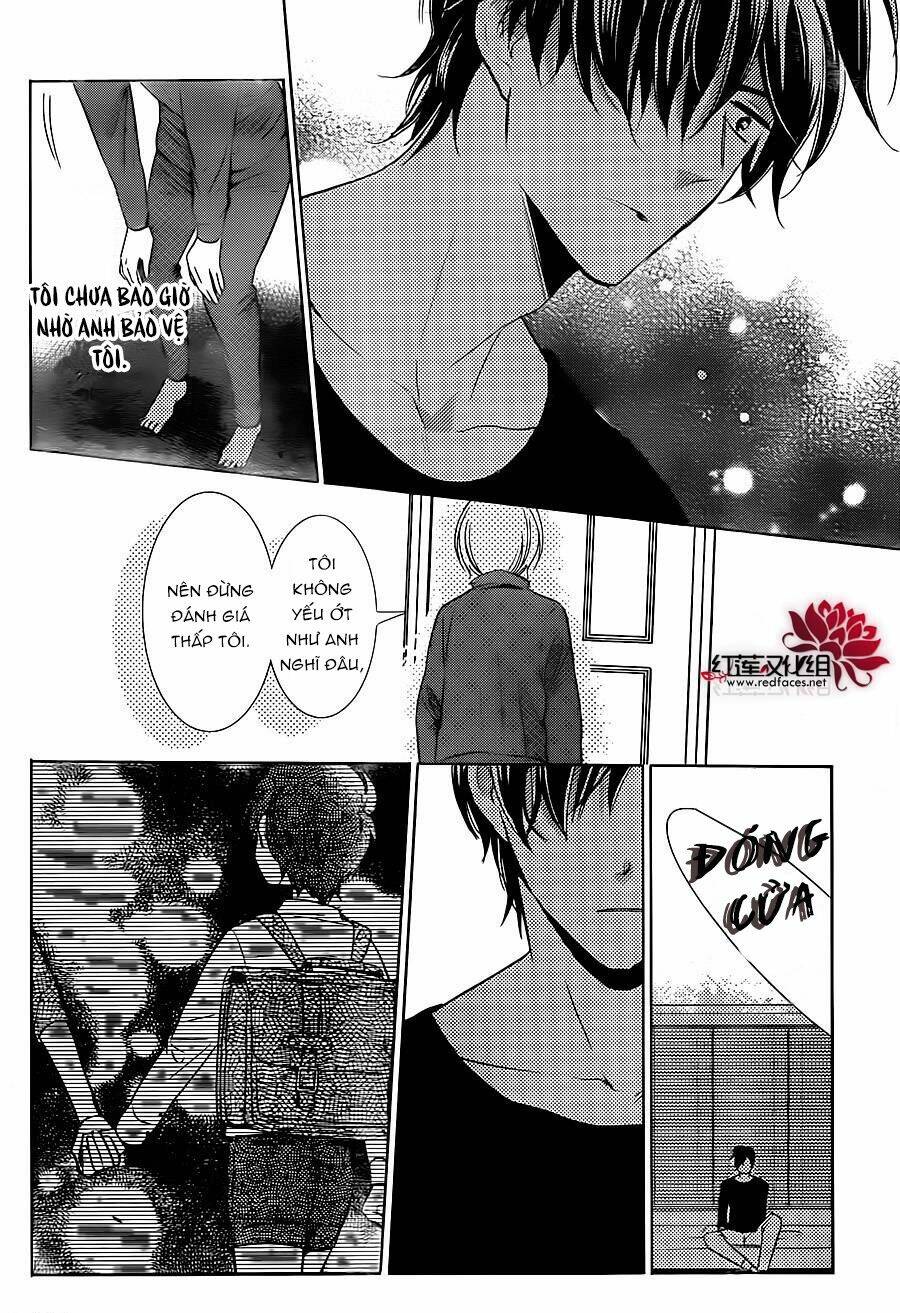 TÔI CHƯA BAO GIỜ
NHỜ ANH BẢO VỆ
TÔI.
TÔI
KHÔNG
YẾU ỚT
NHƯ ANH
NGHĨ ĐÂU,
NÊN ĐỪNG
ĐÁNH GIÁ
THẤP TÔI.
红莲汉化组
www.redfaces.net
ĐÓNG
CỬA